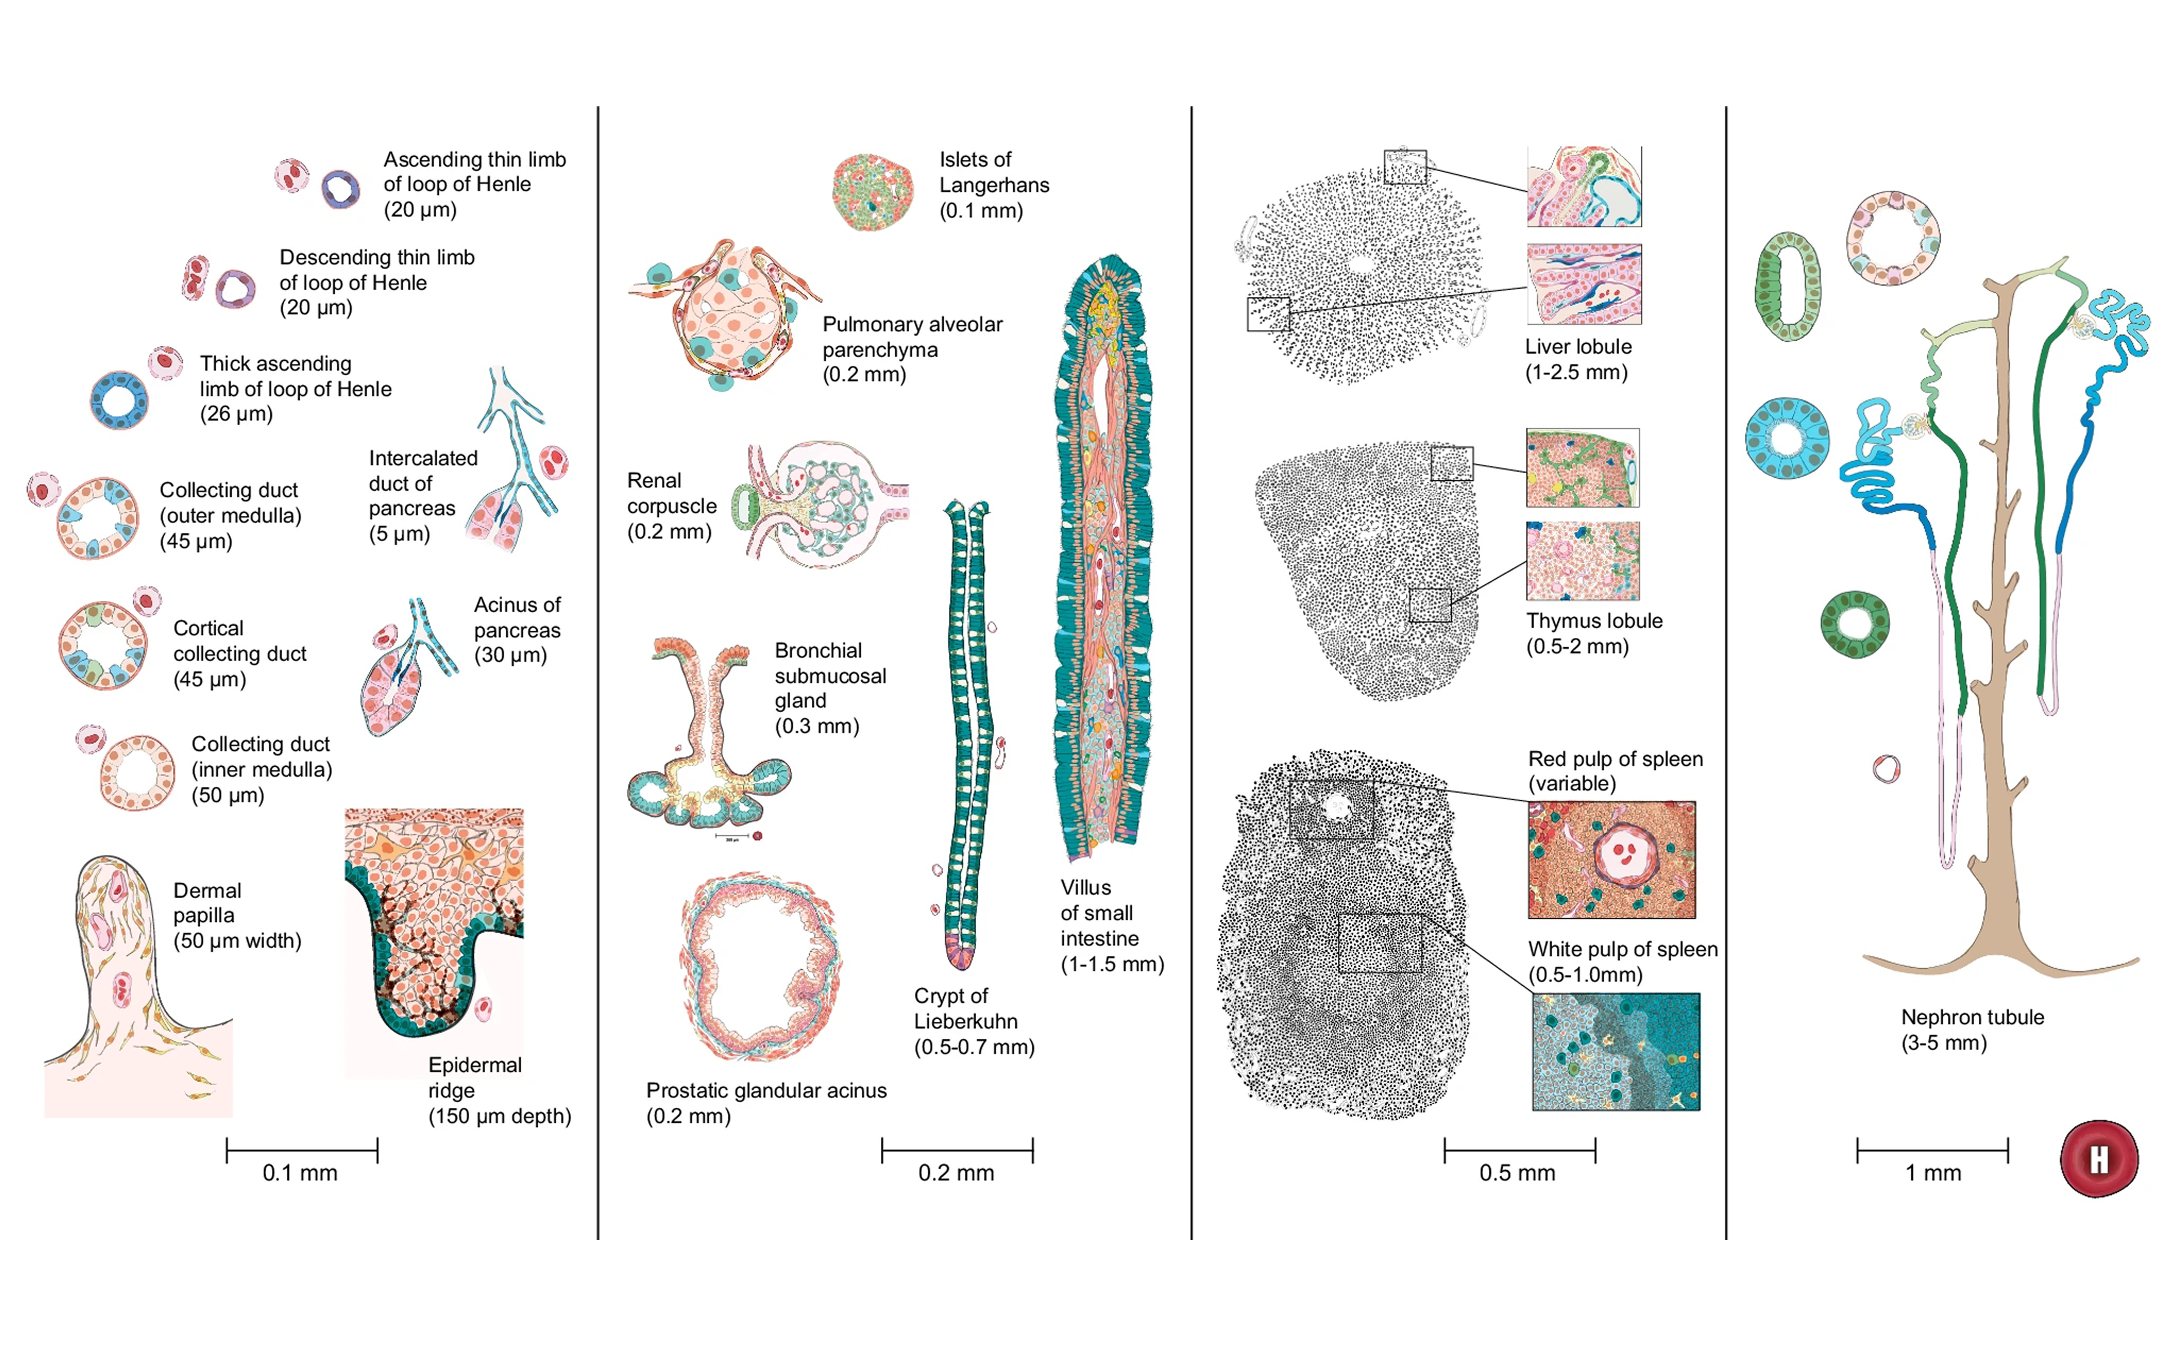 Ascending thin limb
of loop of Henle
(20 µm)
Descending thin limb
of loop of Henle
(20 µm)
Thick ascending
limb of loop of Henle
(26 µm)
Intercalated
duct of
pancreas
(5 µm)
Collecting duct
(outer medulla)
(45 µm)
Acinus of
pancreas
(30 µm)
Cortical
collecting duct
(45 µm)
Collecting duct
(inner medulla)
(50 µm)
Dermal
papilla
(50 µm width)
Epidermal
ridge
(150 µm depth)
0.1 mm
Islets of
Langerhans
(0.1 mm)
Pulmonary alveolar
parenchyma
(0.2 mm)
Renal
corpuscle
(0.2 mm)
Bronchial
submucosal
gland
(0.3 mm)
Villus
of small
intestine
(1-1.5 mm)
Crypt of
Lieberkuhn
(0.5-0.7 mm)
Prostatic glandular acinus
(0.2 mm)
0.2 mm
Liver lobule
(1-2.5 mm)
Thymus lobule
(0.5-2 mm)
Red pulp of spleen
(variable)
White pulp of spleen
(0.5-1.0mm)
0.5 mm
Nephron tubule
(3-5 mm)
1 mm
H